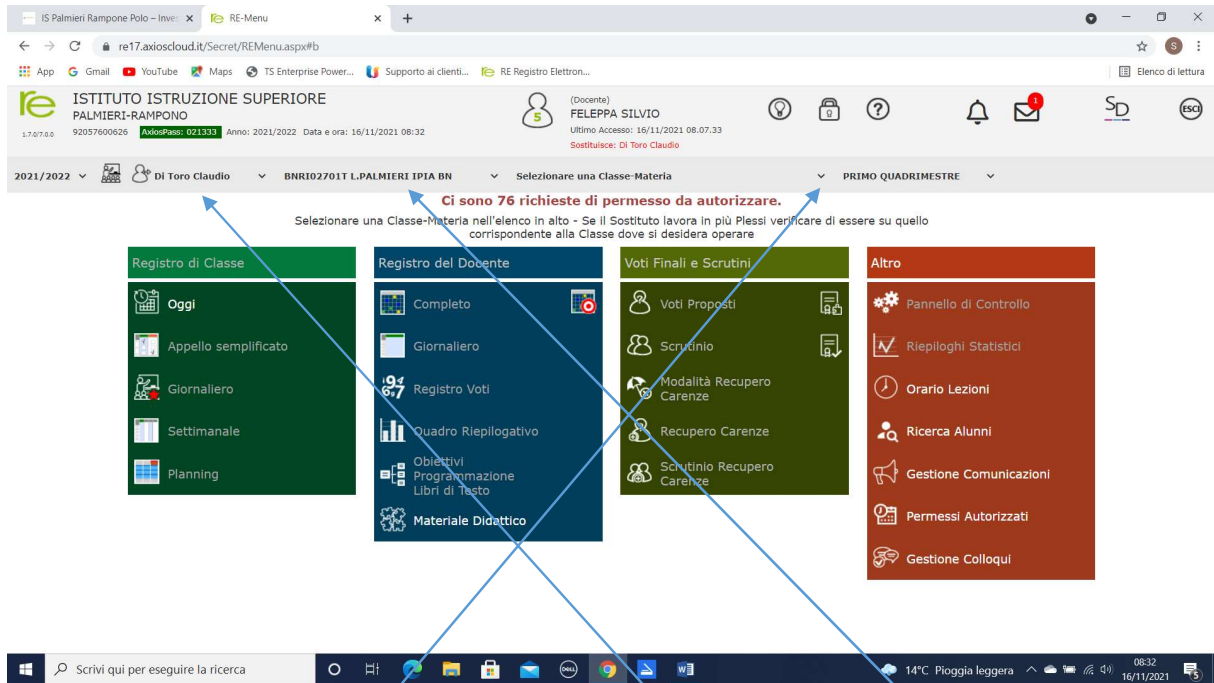 IS Palmieri Rampone Polo – Inves
RE-Menu
re17.axioscloud.it/Secret/REMenu.aspx#b
S
App
Gmail
YouTube
Maps
TS Enterprise Power...
Supporto ai clienti...
RE Registro Elettron...
Elenco di lettura
re
1.7.0/7.0.0
ISTITUTO ISTRUZIONE SUPERIORE
PALMIERI-RAMPONO
92057600626 AxiosPass: 021333 Anno: 2021/2022 Data e ora: 16/11/2021 08:32
5
(Docente)
FELEPPA SILVIO
Ultimo Accesso: 16/11/2021 08.07.33
Sostituisce: Di Toro Claudio
?
1
SD
ESCI
2021/2022
Di Toro Claudio
BNRI02701T L.PALMIERI IPIA BN
Selezionare una Classe-Materia
PRIMO QUADRIMESTRE
Ci sono 76 richieste di permesso da autorizzare.
Selezionare una Classe-Materia nell'elenco in alto - Se il Sostituto lavora in più Plessi verificare di essere su quello
corrispondente alla Classe dove si desidera operare
Registro di Classe
Oggi
Appello semplificato
Giornaliero
Settimanale
Planning
Registro del Docente
Completo
Giornaliero
Registro Voti
Quadro Riepilogativo
Obiettivi
Programmazione
Libri di Testo
Materiale Didattico
Voti Finali e Scrutini
Voti Proposti
Scrutinio
Modalità Recupero
Carenze
Recupero Carenze
Scrutinio Recupero
Carenze
Altro
Pannello di Controllo
Riepiloghi Statistici
Orario Lezioni
Ricerca Alunni
Gestione Comunicazioni
Permessi Autorizzati
Gestione Colloqui
Scrivi qui per eseguire la ricerca
DELL
14°C Pioggia leggera
08:32
16/11/2021
5